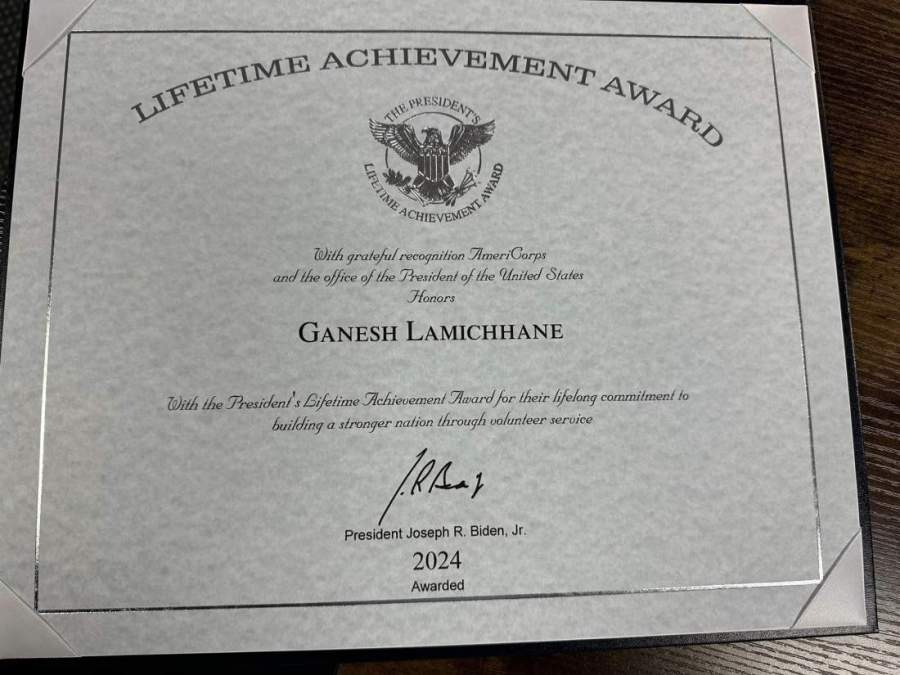 LIFETIME ACHIEVEMENT AWARD
THE PRESIDENT'S
LIFETIME ACHIEVEMENT AWARD
With grateful recognition AmeriCorps
and the office of the President of the United States
Honors
GANESH LAMICHHANE
With the President's Lifetime Achievement Award for their lifelong commitment to
building a stronger nation through volunteer service
President Joseph R. Biden, Jr.
2024
Awarded